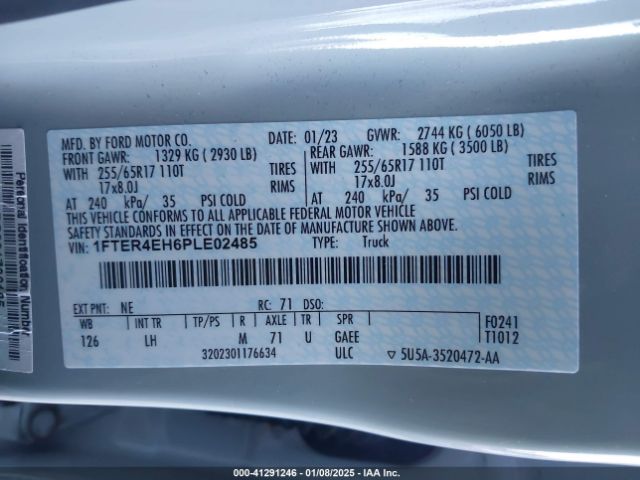 MFD. BY FORD MOTOR CO.
DATE: 01/23 GVWR: 2744 KG ( 6050 LB)
FRONT GAWR: 1329 KG ( 2930 LB)
REAR GAWR: 1588 KG ( 3500 LB)
WITH 255/65R17 110T TIRES
WITH 255/65R17 110T TIRES
17x8.0J RIMS
17x8.0J RIMS
AT 240 kPa/ 35 PSI COLD
AT 240 kPa/ 35 PSI COLD
THIS VEHICLE CONFORMS TO ALL APPLICABLE FEDERAL MOTOR VEHICLE
SAFETY STANDARDS IN EFFECT ON THE DATE OF MANUFACTURE SHOWN ABOVE.
VIN: 1FTER4EH6PLE02485 TYPE: Truck
EXT PNT: NE RC: 71 DSO:
WB INT TR TP/PS R AXLE TR SPR
126 LH M 71 U GAEE
3202301176634 ULC
F0241
T1012
▽ 5U5A-3520472-AA
Personal Identification Number
000-41291246 - 01/08/2025 - IAA Inc.